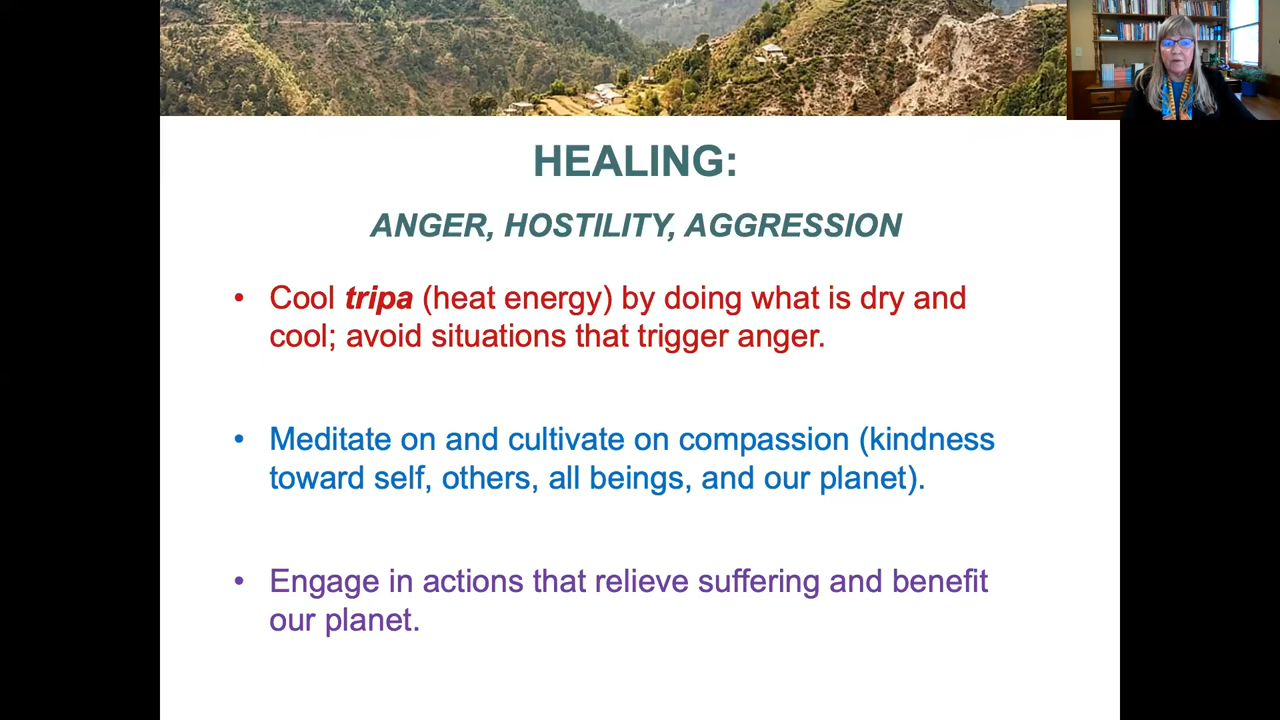 HEALING:
ANGER, HOSTILITY, AGGRESSION
• Cool tripa (heat energy) by doing what is dry and
cool; avoid situations that trigger anger.
• Meditate on and cultivate on compassion (kindness
toward self, others, all beings, and our planet).
• Engage in actions that relieve suffering and benefit
our planet.